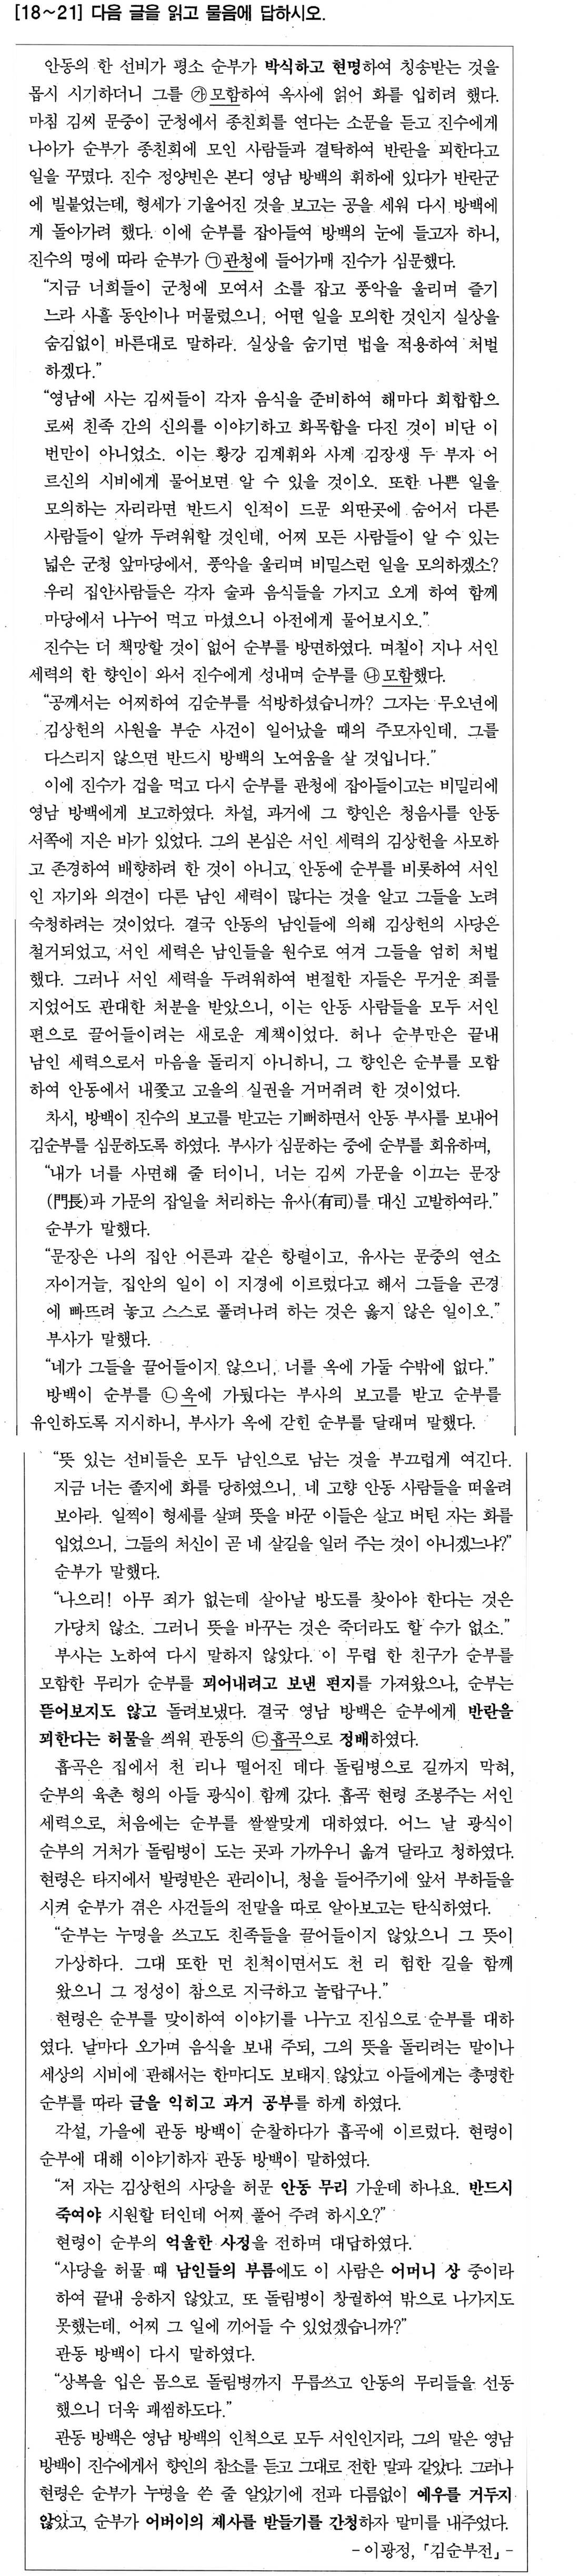 [18~21] 다음 글을 읽고 물음에 답하시오.
안동의 한 선비가 평소 순부가 박식하고 현명하여 칭송받는 것을
몹시 시기하더니 그를 ㉮모함하여 옥사에 얽어 화를 입히려 했다.
마침 김씨 문중이 군청에서 종친회를 연다는 소문을 듣고 진수에게
나아가 순부가 종친회에 모인 사람들과 결탁하여 반란을 꾀한다고
일을 꾸몄다. 진수 정양빈은 본디 영남 방백의 휘하에 있다가 반란군
에 빌붙었는데, 형세가 기울어진 것을 보고는 공을 세워 다시 방백에
게 돌아가려 했다. 이에 순부를 잡아들여 방백의 눈에 들고자 하니,
진수의 명에 따라 순부가 ㉠관청에 들어가매 진수가 심문했다.
“지금 너희들이 군청에 모여서 소를 잡고 풍악을 울리며 즐기
느라 사흘 동안이나 머물렀으니, 어떤 일을 모의한 것인지 실상을
숨김없이 바른대로 말하라. 실상을 숨기면 법을 적용하여 처벌
하겠다.”
“영남에 사는 김씨들이 각자 음식을 준비하여 해마다 회합함으
로써 친족 간의 신의를 이야기하고 화목함을 다진 것이 비단 이
번만이 아니었소. 이는 황강 김계휘와 사계 김장생 두 부자 어
르신의 시비에게 물어보면 알 수 있을 것이오. 또한 나쁜 일을
모의하는 자리라면 반드시 인적이 드문 외딴곳에 숨어서 다른
사람들이 알까 두려워할 것인데, 어찌 모든 사람들이 알 수 있는
넓은 군청 앞마당에서, 풍악을 울리며 비밀스런 일을 모의하겠소?
우리 집안사람들은 각자 술과 음식들을 가지고 오게 하여 함께
마당에서 나누어 먹고 마셨으니 아전에게 물어보시오.”
진수는 더 책망할 것이 없어 순부를 방면하였다. 며칠이 지나 서인
세력의 한 향인이 와서 진수에게 성내며 순부를 ㉯모함했다.
“공께서는 어찌하여 김순부를 석방하셨습니까? 그자는 무오년에
김상헌의 사원을 부순 사건이 일어났을 때의 주모자인데, 그를
다스리지 않으면 반드시 방백의 노여움을 살 것입니다.”
이에 진수가 겁을 먹고 다시 순부를 관청에 잡아들이고는 비밀리에
영남 방백에게 보고하였다. 차설, 과거에 그 향인은 청음사를 안동
서쪽에 지은 바가 있었다. 그의 본심은 서인 세력의 김상헌을 사모하
고 존경하여 배향하려 한 것이 아니고, 안동에 순부를 비롯하여 서인
인 자기와 의견이 다른 남인 세력이 많다는 것을 알고 그들을 노려
숙청하려는 것이었다. 결국 안동의 남인들에 의해 김상헌의 사당은
철거되었고, 서인 세력은 남인들을 원수로 여겨 그들을 엄히 처벌
했다. 그러나 서인 세력을 두려워하여 변절한 자들은 무거운 죄를
지었어도 관대한 처분을 받았으니, 이는 안동 사람들을 모두 서인
편으로 끌어들이려는 새로운 계책이었다. 허나 순부만은 끝내
남인 세력으로서 마음을 돌리지 아니하니, 그 향인은 순부를 모함
하여 안동에서 내쫓고 고을의 실권을 거머쥐려 한 것이었다.
차시, 방백이 진수의 보고를 받고는 기뻐하면서 안동 부사를 보내어
김순부를 심문하도록 하였다. 부사가 심문하는 중에 순부를 회유하며,
“내가 너를 사면해 줄 터이니, 너는 김씨 가문을 이끄는 문장
(門長)과 가문의 잡일을 처리하는 유사(有司)를 대신 고발하여라.”
순부가 말했다.
“문장은 나의 집안 어른과 같은 항렬이고, 유사는 문중의 연소
자이거늘, 집안의 일이 이 지경에 이르렀다고 해서 그들을 곤경
에 빠뜨려 놓고 스스로 풀려나려 하는 것은 옳지 않은 일이오.”
부사가 말했다.
“네가 그들을 끌어들이지 않으니, 너를 옥에 가둘 수밖에 없다.”
방백이 순부를 ㉡옥에 가뒀다는 부사의 보고를 받고 순부를
유인하도록 지시하니, 부사가 옥에 갇힌 순부를 달래며 말했다.
“뜻 있는 선비들은 모두 남인으로 남는 것을 부끄럽게 여긴다.
지금 너는 졸지에 화를 당하였으니, 네 고향 안동 사람들을 떠올려
보아라. 일찍이 형세를 살펴 뜻을 바꾼 이들은 살고 버틴 자는 화를
입었으니, 그들의 처신이 곧 네 살길을 일러 주는 것이 아니겠느냐?”
순부가 말했다.
“나으리! 아무 죄가 없는데 살아날 방도를 찾아야 한다는 것은
가당치 않소. 그러니 뜻을 바꾸는 것은 죽더라도 할 수가 없소.”
부사는 노하여 다시 말하지 않았다. 이 무렵 한 친구가 순부를
모함한 무리가 순부를 꾀어내려고 보낸 편지를 가져왔으나, 순부는
뜯어보지도 않고 돌려보냈다. 결국 영남 방백은 순부에게 반란을
꾀한다는 허물을 씌워 관동의 ㉢흡곡으로 정배하였다.
흡곡은 집에서 천 리나 떨어진 데다 돌림병으로 길까지 막혀,
순부의 육촌 형의 아들 광식이 함께 갔다. 흡곡 현령 조봉주는 서인
세력으로, 처음에는 순부를 쌀쌀맞게 대하였다. 어느 날 광식이
순부의 거처가 돌림병이 도는 곳과 가까우니 옮겨 달라고 청하였다.
현령은 타지에서 발령받은 관리이니, 청을 들어주기에 앞서 부하들을
시켜 순부가 겪은 사건들의 전말을 따로 알아보고는 탄식하였다.
“순부는 누명을 쓰고도 친족들을 끌어들이지 않았으니 그 뜻이
가상하다. 그대 또한 먼 친척이면서도 천 리 험한 길을 함께
왔으니 그 정성이 참으로 지극하고 놀랍구나.”
현령은 순부를 맞이하여 이야기를 나누고 진심으로 순부를 대하
였다. 날마다 오가며 음식을 보내 주되, 그의 뜻을 돌리려는 말이나
세상의 시비에 관해서는 한마디도 보태지 않았고 아들에게는 총명한
순부를 따라 글을 익히고 과거 공부를 하게 하였다.
각설, 가을에 관동 방백이 순찰하다가 흡곡에 이르렀다. 현령이
순부에 대해 이야기하자 관동 방백이 말하였다.
“저 자는 김상헌의 사당을 허문 안동 무리 가운데 하나요. 반드시
죽여야 시원할 터인데 어찌 풀어 주려 하시오?”
현령이 순부의 억울한 사정을 전하며 대답하였다.
“사당을 허물 때 남인들의 부름에도 이 사람은 어머니 상 중이라
하여 끝내 응하지 않았고, 또 돌림병이 창궐하여 밖으로 나가지도
못했는데, 어찌 그 일에 끼어들 수 있었겠습니까?”
관동 방백이 다시 말하였다.
“상복을 입은 몸으로 돌림병까지 무릅쓰고 안동의 무리들을 선동
했으니 더욱 괘씸하도다.”
관동 방백은 영남 방백의 인척으로 모두 서인인지라, 그의 말은 영남
방백이 진수에게서 향인의 참소를 듣고 그대로 전한 말과 같았다. 그러나
현령은 순부가 누명을 쓴 줄 알았기에 전과 다름없이 예우를 거두지
않았고, 순부가 어버이의 제사를 받들기를 간청하자 말미를 내주었다.
- 이광정, 「김순부전」 -